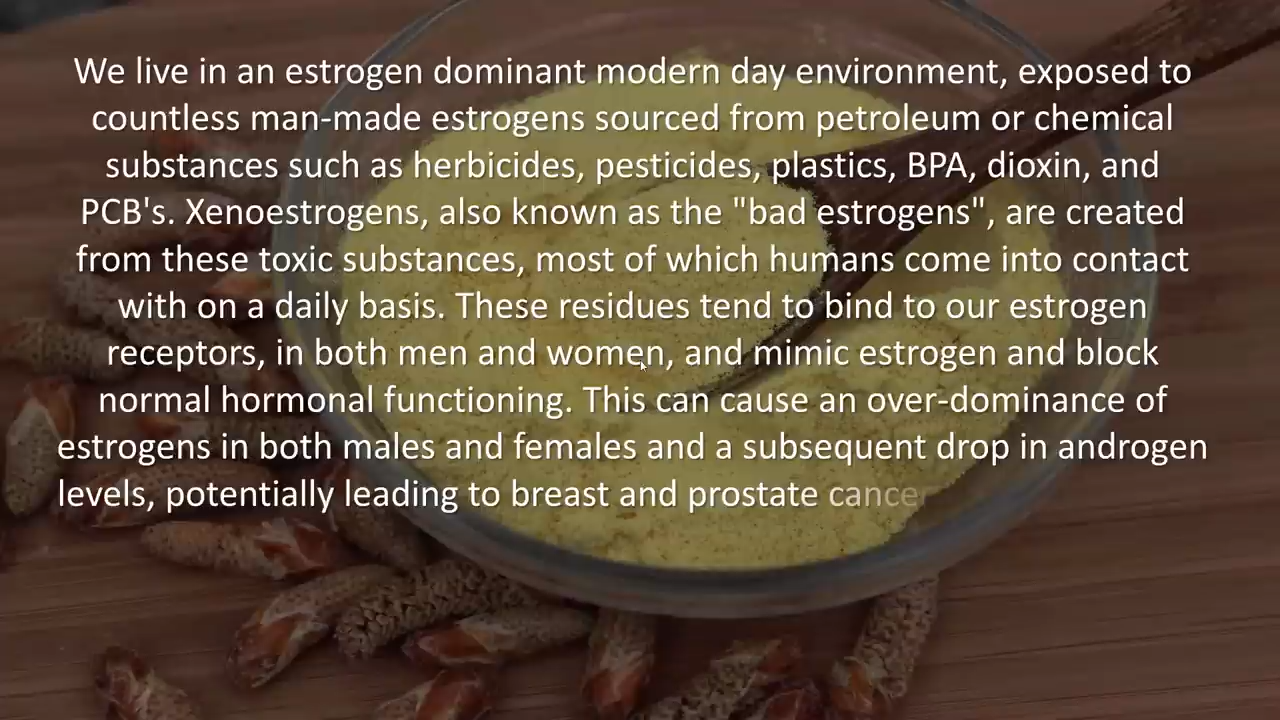 We live in an estrogen dominant modern day environment, exposed to
countless man-made estrogens sourced from petroleum or chemical
substances such as herbicides, pesticides, plastics, BPA, dioxin, and
PCB's. Xenoestrogens, also known as the "bad estrogens", are created
from these toxic substances, most of which humans come into contact
with on a daily basis. These residues tend to bind to our estrogen
receptors, in both men and women, and mimic estrogen and block
normal hormonal functioning. This can cause an over-dominance of
estrogens in both males and females and a subsequent drop in androgen
levels, potentially leading to breast and prostate cancer